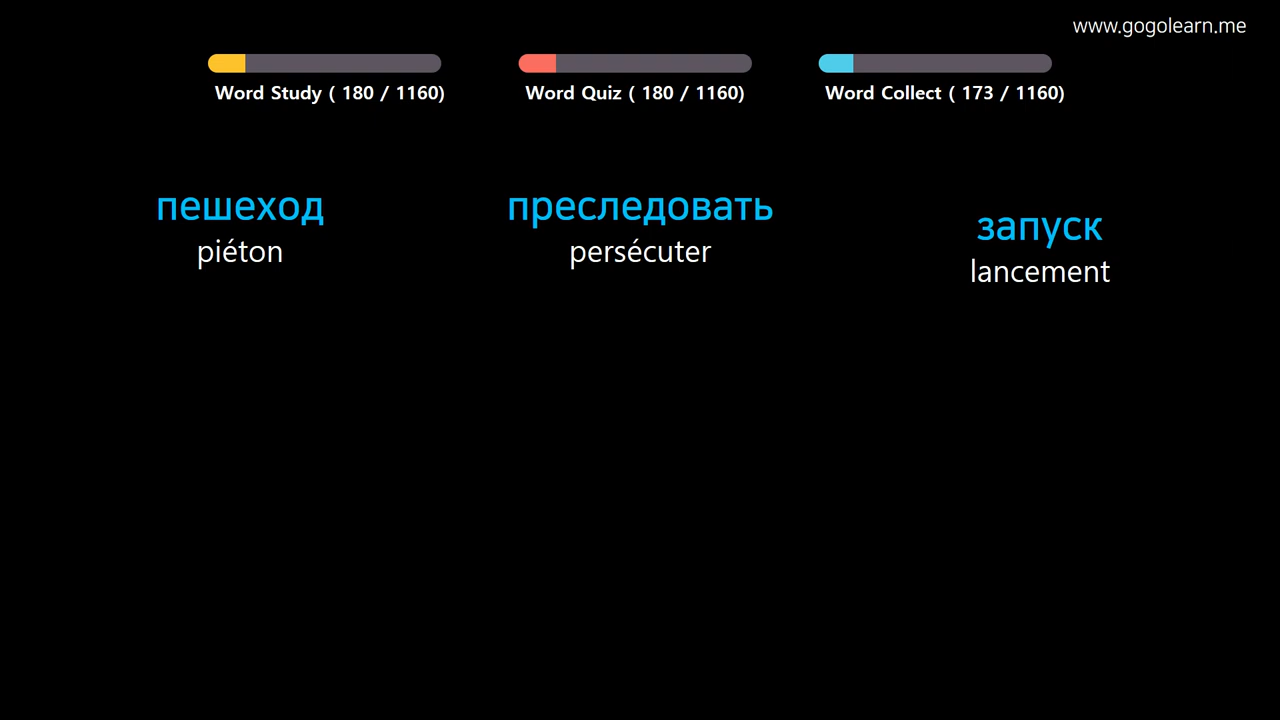 www.gogolearn.me
Word Study ( 180 / 1160)
Word Quiz ( 180 / 1160)
Word Collect ( 173 / 1160)
пешеход
piéton
преследовать
persécuter
запуск
lancement